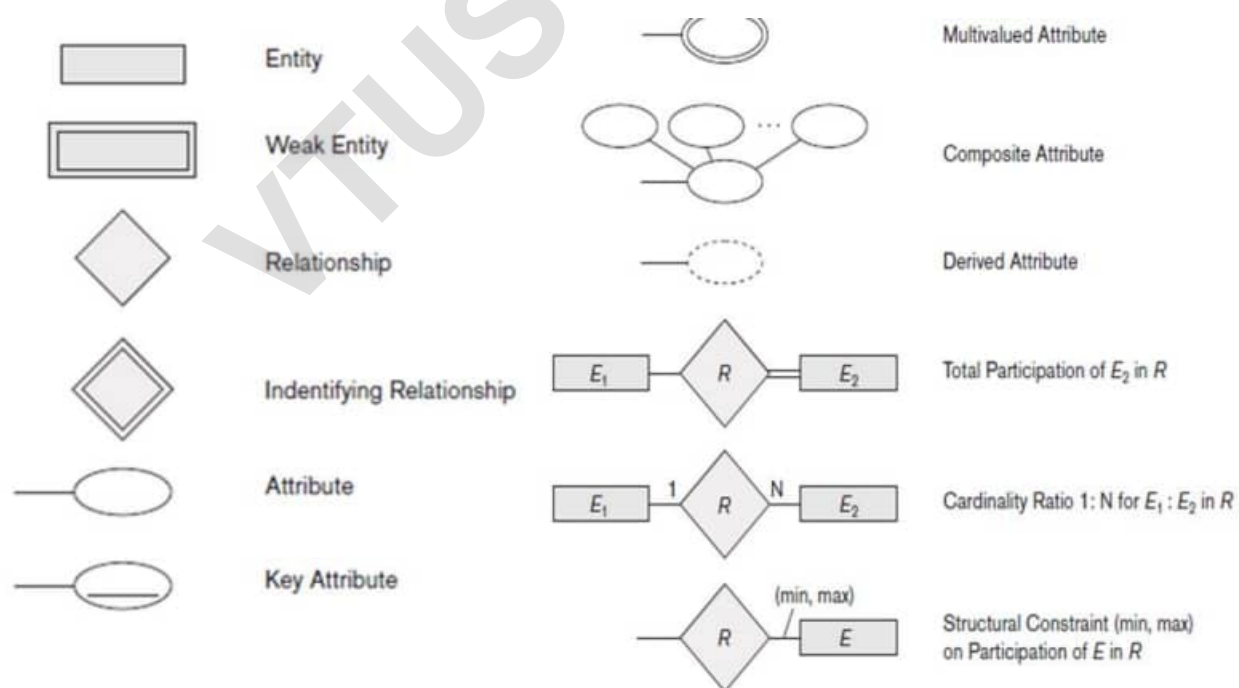 Entity
Weak Entity
Relationship
Indentifying Relationship
Attribute
Key Attribute
Multivalued Attribute
Composite Attribute
...
Derived Attribute
E₁ R E₂
Total Participation of E₂ in R
E₁ 1 R N E₂
Cardinality Ratio 1: N for E₁ : E₂ in R
(min, max)
R E
Structural Constraint (min, max)
on Participation of E in R
VTUS